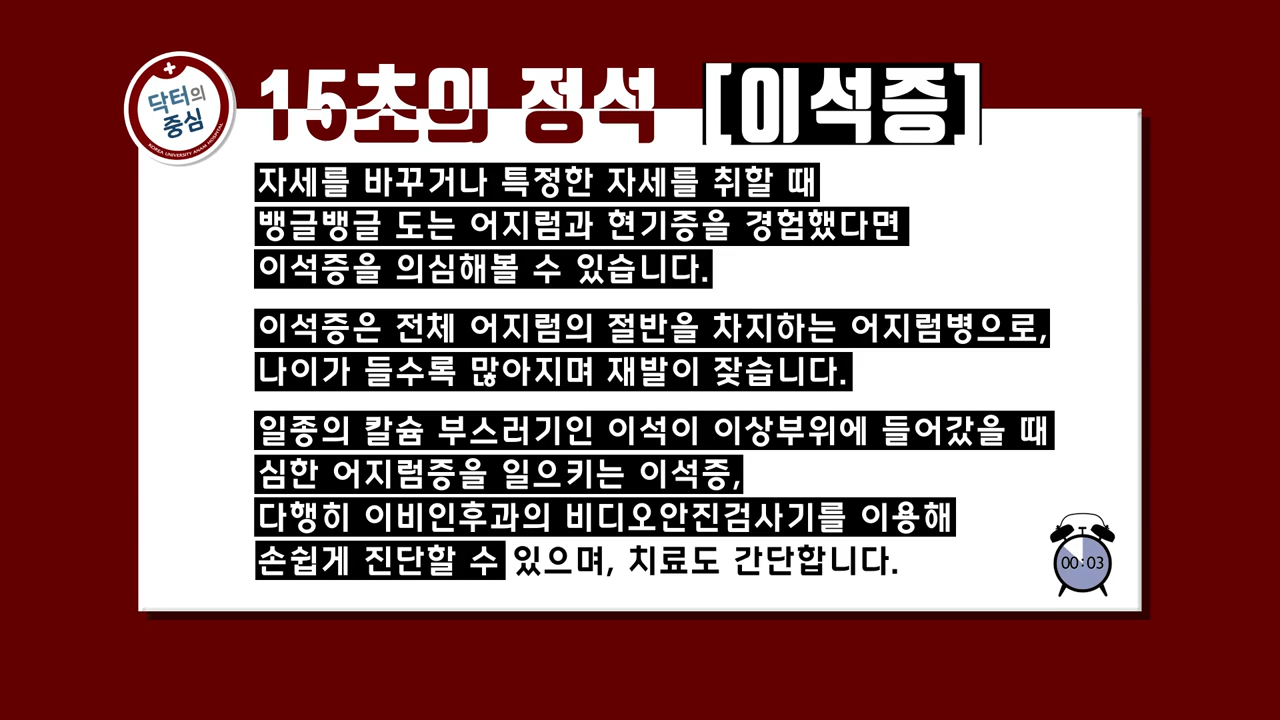 닥터의
중심
KOREA UNIVERSITY ANAM HOSPITAL
15초의 정석 [이석증]
자세를 바꾸거나 특정한 자세를 취할 때
뱅글뱅글 도는 어지럼과 현기증을 경험했다면
이석증을 의심해볼 수 있습니다.
이석증은 전체 어지럼의 절반을 차지하는 어지럼병으로,
나이가 들수록 많아지며 재발이 잦습니다.
일종의 칼슘 부스러기인 이석이 이상부위에 들어갔을 때
심한 어지럼증을 일으키는 이석증,
다행히 이비인후과의 비디오안진검사기를 이용해
손쉽게 진단할 수 있으며, 치료도 간단합니다.
00:03